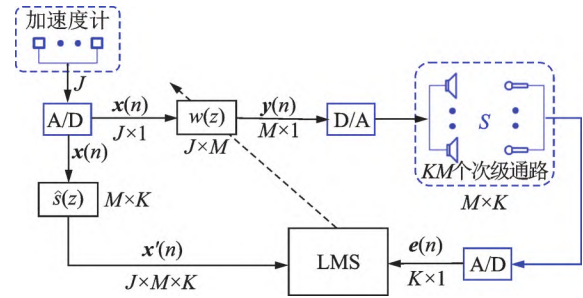 加速度计
J
A/D
x(n)
J×1
w(z)
J×M
y(n)
M×1
D/A
S
KM个次级通路
M×K
x(n)
ŝ(z)
M×K
x′(n)
J×M×K
LMS
e(n)
K×1
A/D